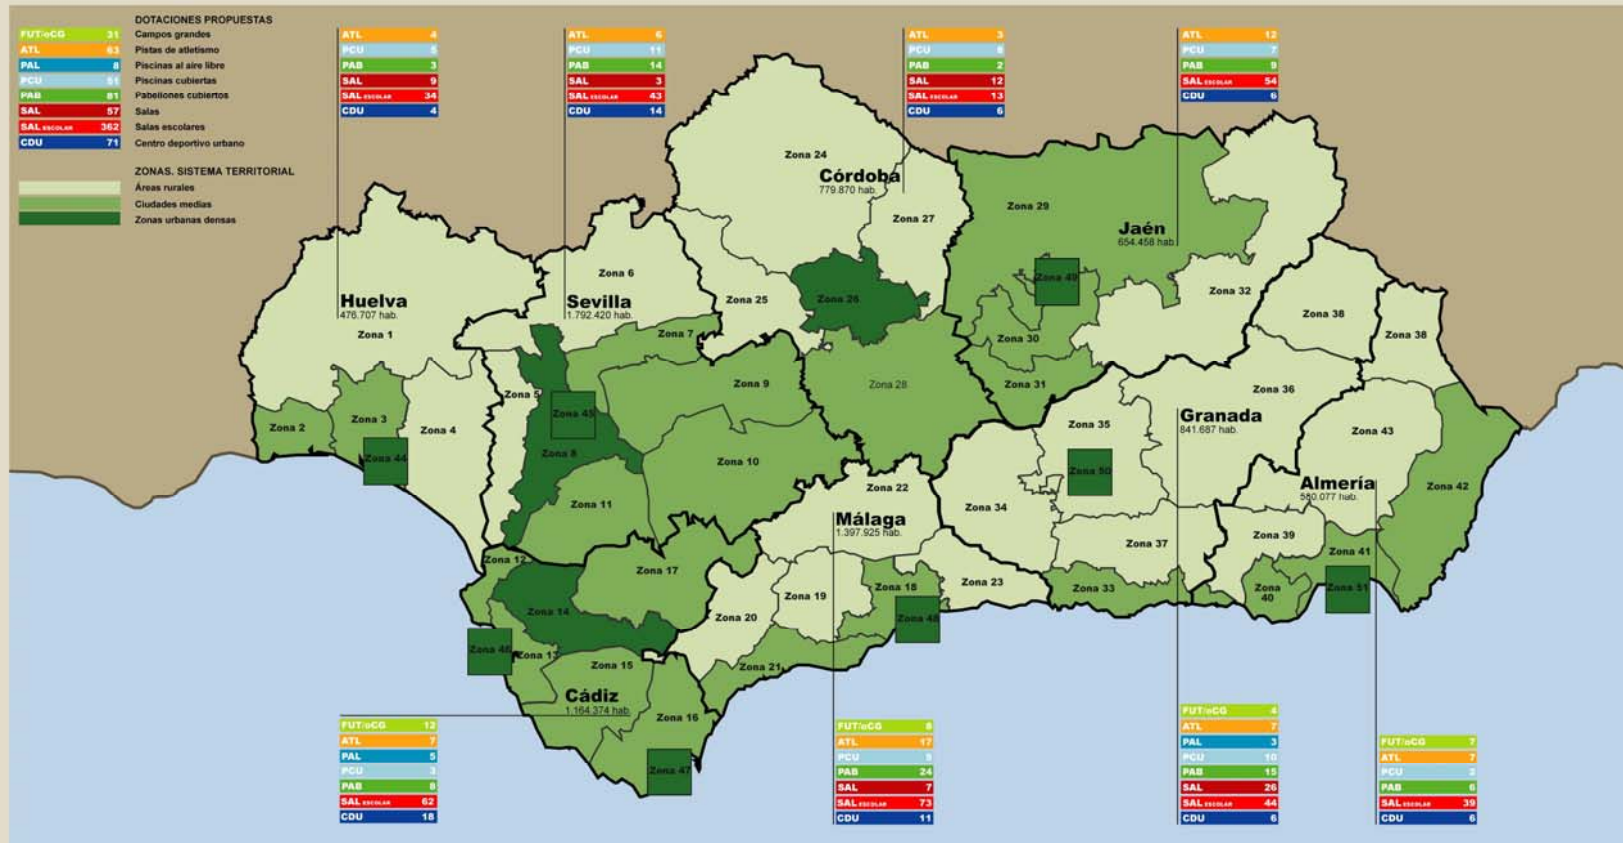 DOTACIONES PROPUESTAS
FUT/oCG 31 Campos grandes
ATL 63 Pistas de atletismo
PAL 8 Piscinas al aire libre
PCU 51 Piscinas cubiertas
PAB 81 Pabellones cubiertos
SAL 57 Salas
SAL ESCOLAR 362 Salas escolares
CDU 71 Centro deportivo urbano
ZONAS. SISTEMA TERRITORIAL
Áreas rurales
Ciudades medias
Zonas urbanas densas
ATL 4
PCU 5
PAB 3
SAL 9
SAL ESCOLAR 34
CDU 4
ATL 6
PCU 11
PAB 14
SAL 3
SAL ESCOLAR 43
CDU 14
ATL 3
PCU
PAB 2
SAL 12
SAL ESCOLAR 13
CDU 6
ATL 12
PCU 7
PAB 9
SAL ESCOLAR 54
CDU 6
Zona 24
Córdoba
779.870 hab.
Zona 27
Zona 29
Jaén
654.458 hab.
Zona 6
Zona 49
Zona 32
Huelva
476.707 hab.
Zona 1
Sevilla
1.792.420 hab.
Zona 25
Zona 26
Zona 38
Zona 38
Zona 7
Zona 30
Zona 9
Zona 28
Zona 31
Zona 36
Zona 5
Zona 45
Zona 2
Zona 3
Zona 4
Zona 35
Granada
841.687 hab.
Zona 43
Zona 44
Zona 8
Zona 10
Zona 50
Zona 22
Almería
580.077 hab.
Zona 42
Zona 11
Málaga
1.397.925 hab.
Zona 34
Zona 37
Zona 39
Zona 41
Zona 12
Zona 17
Zona 18
Zona 23
Zona 33
Zona 40
Zona 51
Zona 14
Zona 19
Zona 20
Zona 48
Zona 46
Zona 13
Zona 15
Zona 21
Cádiz
1.164.374 hab.
Zona 16
Zona 47
FUT/oCG 12
ATL 7
PAL 5
PCU 3
PAB 8
SAL ESCOLAR 62
CDU 18
FUT/oCG 8
ATL 17
PCU
PAB 24
SAL 7
SAL ESCOLAR 73
CDU 11
FUT/oCG 4
ATL 7
PAL 3
PCU 10
PAB 15
SAL 26
SAL ESCOLAR 44
CDU 6
FUT/oCG 7
ATL 7
PCU
PAB 6
SAL ESCOLAR 39
CDU 6